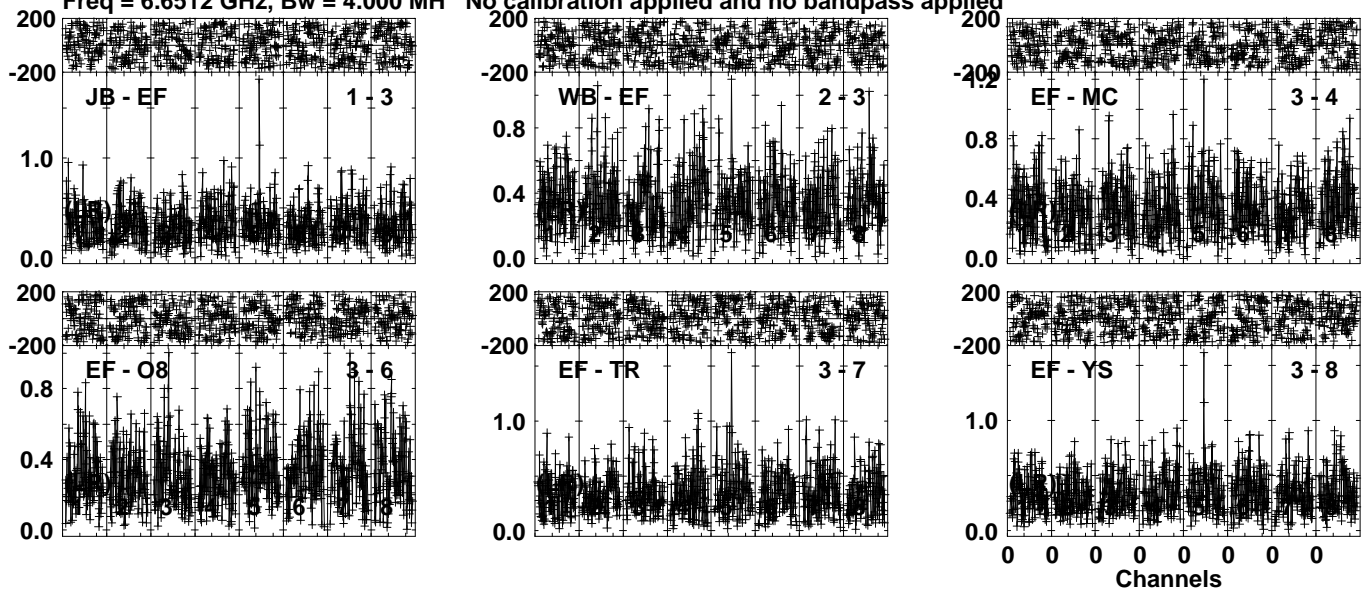 Freq = 6.6512 GHz, Bw = 4.000 MH No calibration applied and no bandpass applied
200 200 200
-200 -200 -200
JB - EF 1 - 3 WB - EF 2 - 3 1.2 EF - MC 3 - 4
1.0 0.8 0.8
0.4 0.4
0.0 0.0 0.0
200 200 200
-200 -200 -200
EF - O8 3 - 6 EF - TR 3 - 7 EF - YS 3 - 8
0.8 1.0 1.0
0.4
0.0 0.0 0.0
0 0 0 0 0 0 0 0
Channels